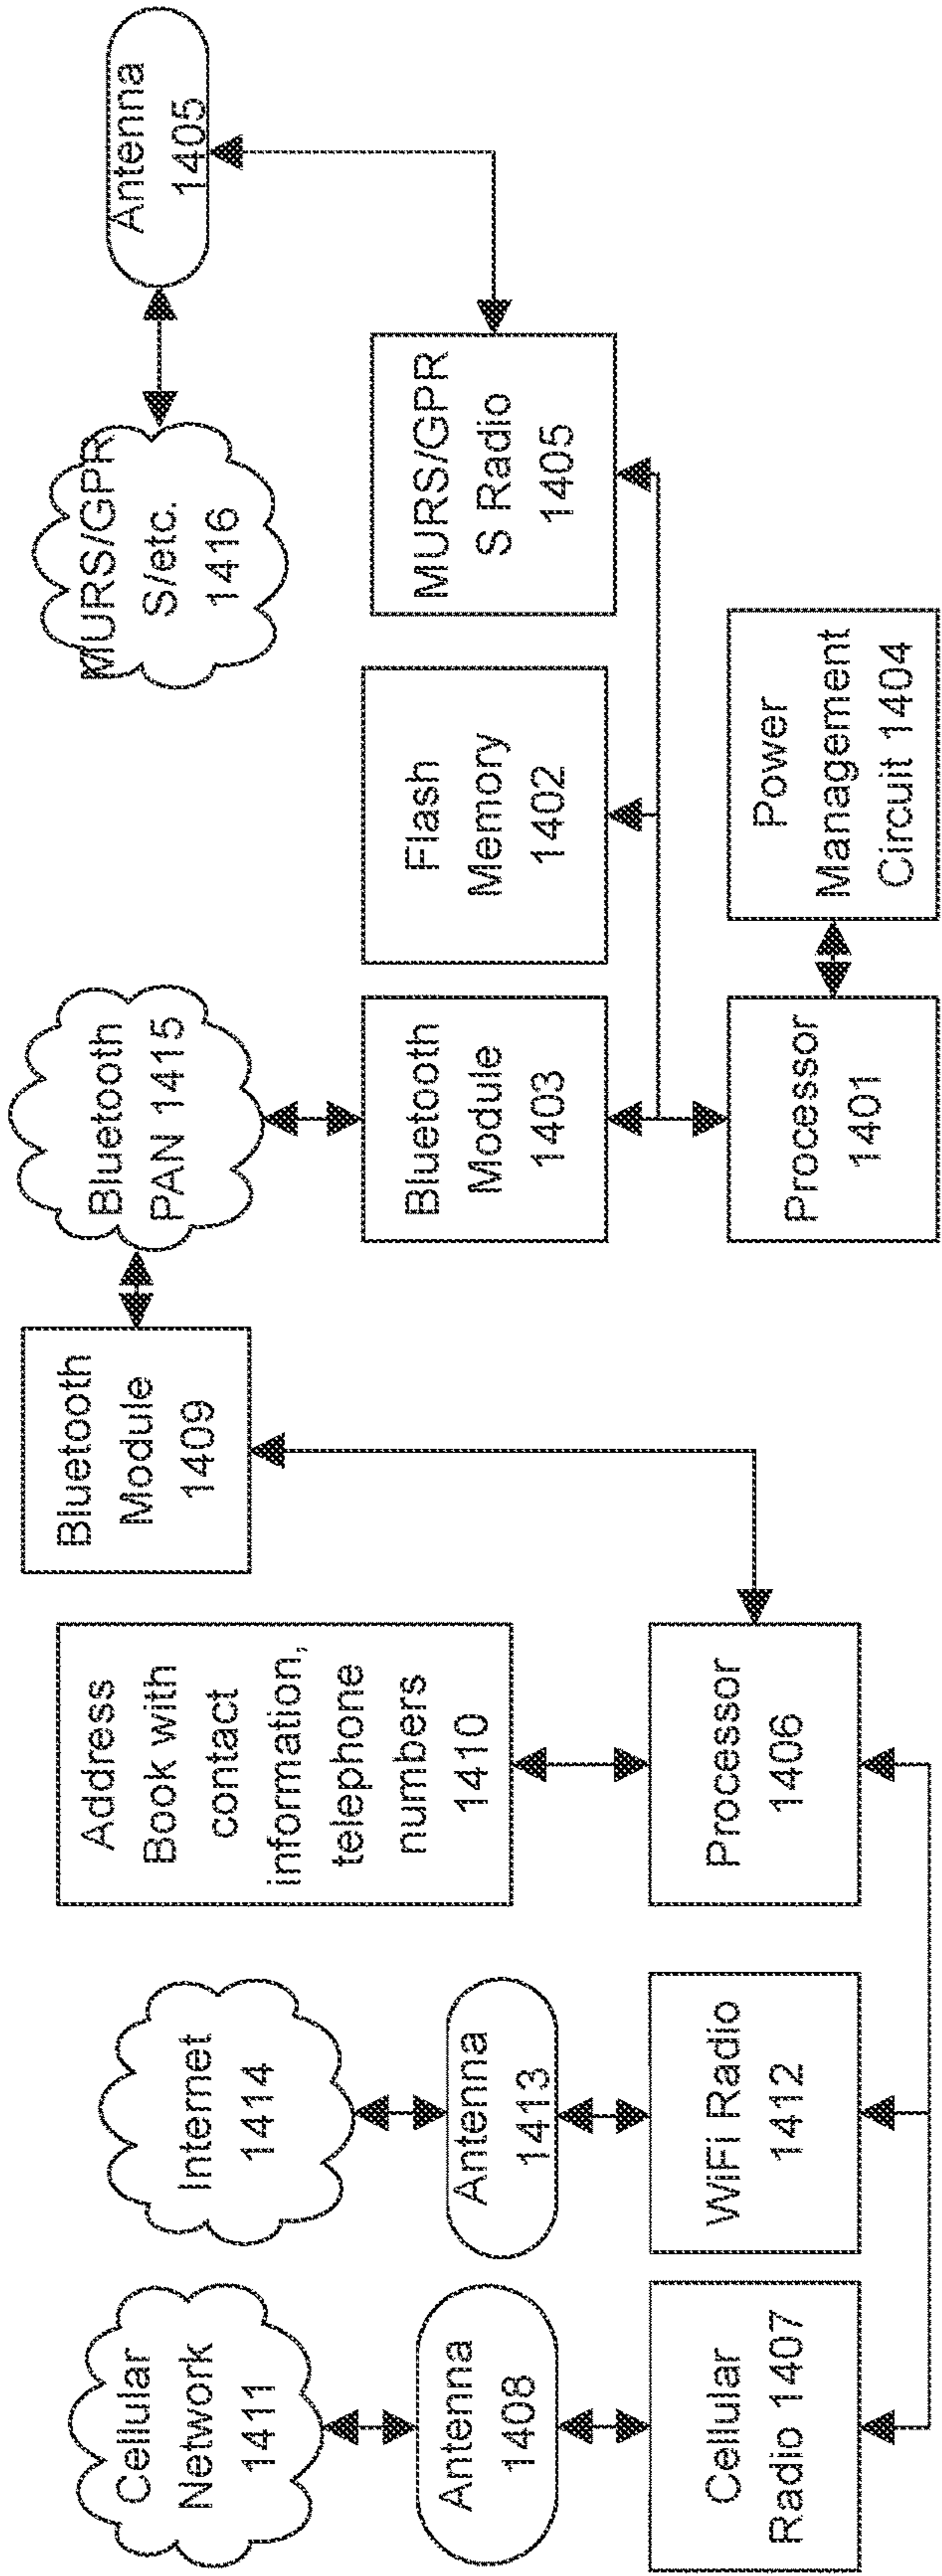 Cellular
Network
1411
Internet
1414
Address
Book with
contact
information,
telephone
numbers
1410
Bluetooth
Module
1409
Bluetooth
PAN 1415
MURS/GPR
S/etc.
1416
Antenna
1405
Antenna
1408
Antenna
1413
Bluetooth
Module
1403
Flash
Memory
1402
MURS/GPR
S Radio
1405
Cellular
Radio 1407
WiFi Radio
1412
Processor
1406
Processor
1401
Power
Management
Circuit 1404